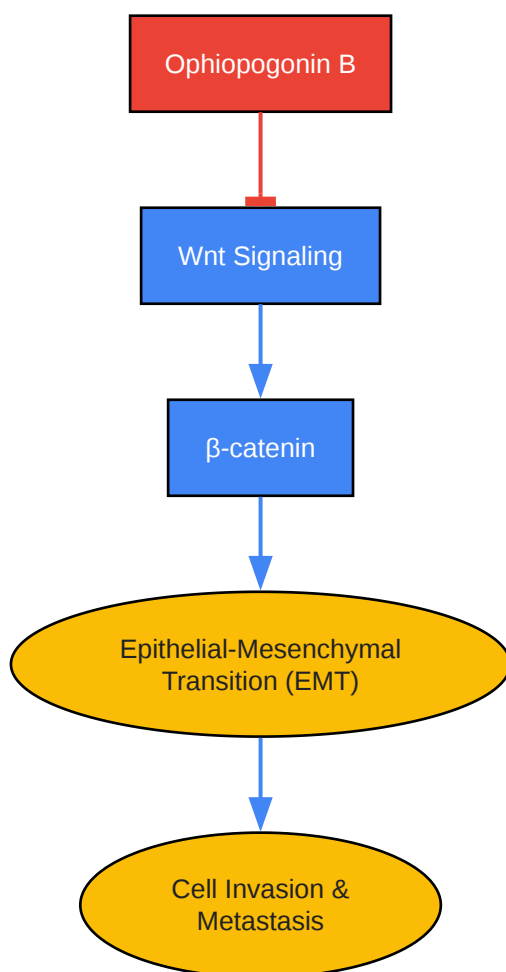 Ophiopogonin B
Wnt Signaling
β-catenin
Epithelial-Mesenchymal
Transition (EMT)
Cell Invasion &
Metastasis